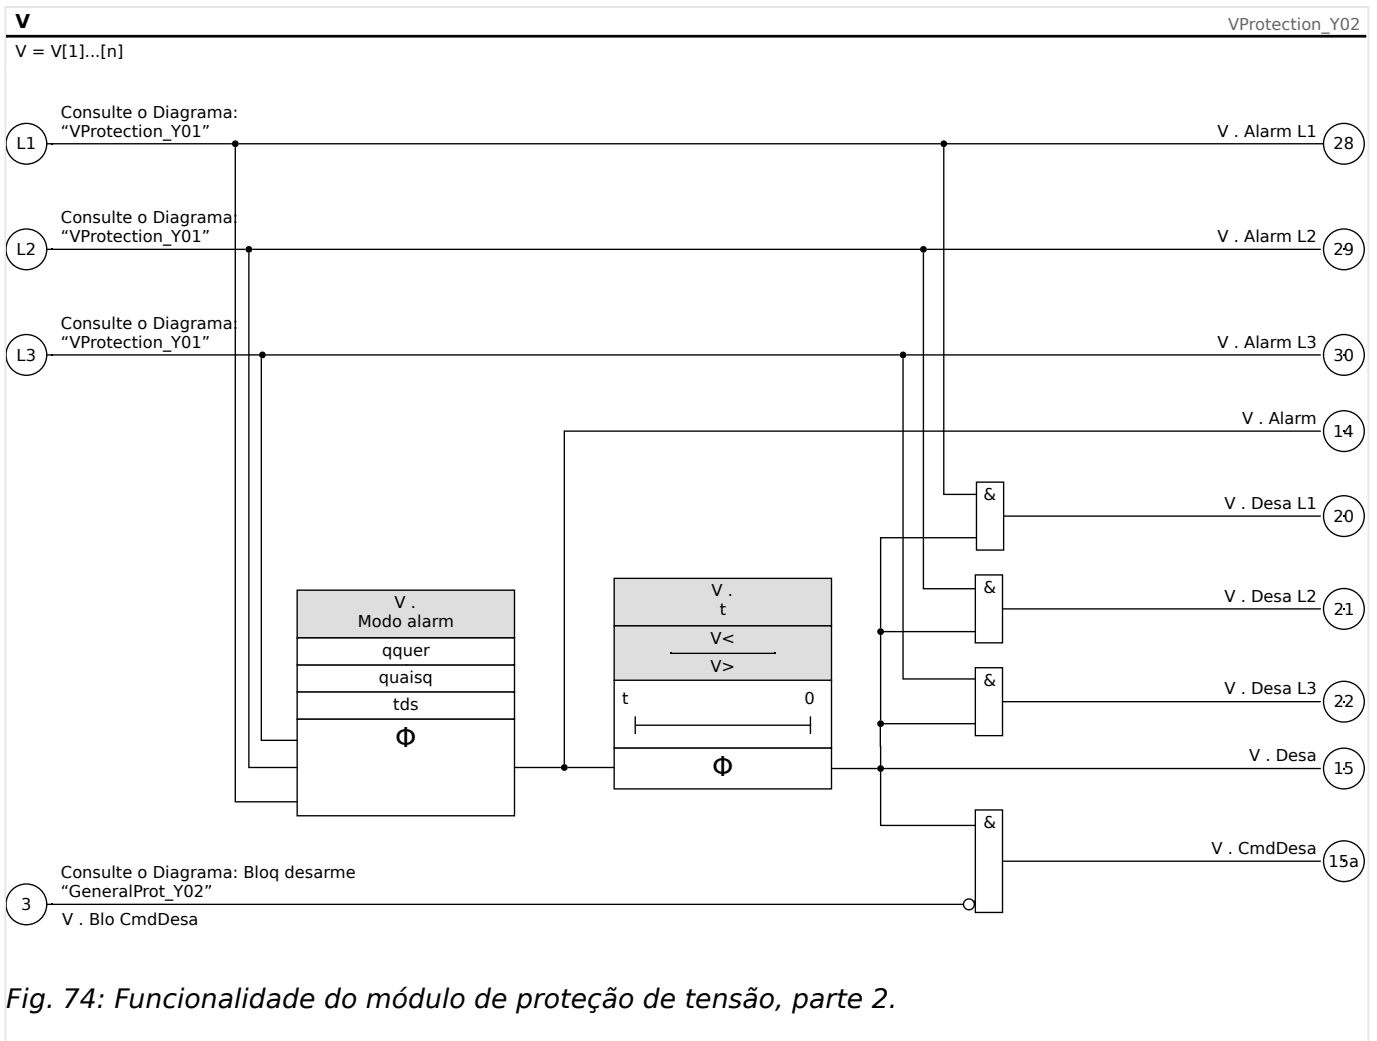 V
VProtection_Y02
V = V[1]...[n]
Consulte o Diagrama:
“VProtection_Y01”
L1
V . Alarm L1
28
Consulte o Diagrama:
“VProtection_Y01”
L2
V . Alarm L2
29
Consulte o Diagrama:
“VProtection_Y01”
L3
V . Alarm L3
30
V . Alarm
14
&
V . Desa L1
20
&
V . Desa L2
21
&
V . Desa L3
22
V .
Modo alarm
qquer
quaisq
tds
Φ
V .
t
V<
V>
t 0
Φ
V . Desa
15
&
V . CmdDesa
15a
Consulte o Diagrama: Bloq desarme
“GeneralProt_Y02”
3
V . Blo CmdDesa
Fig. 74: Funcionalidade do módulo de proteção de tensão, parte 2.